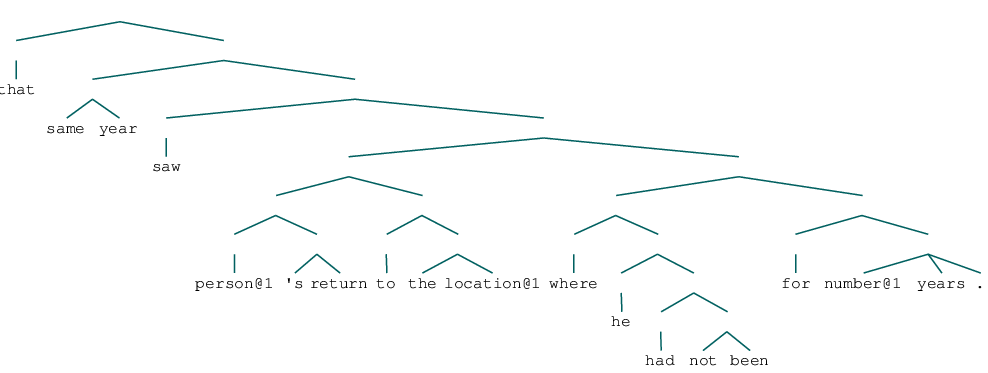 that
same year
saw
person@1 's return to the location@1 where for number@1 years .
he
had not been